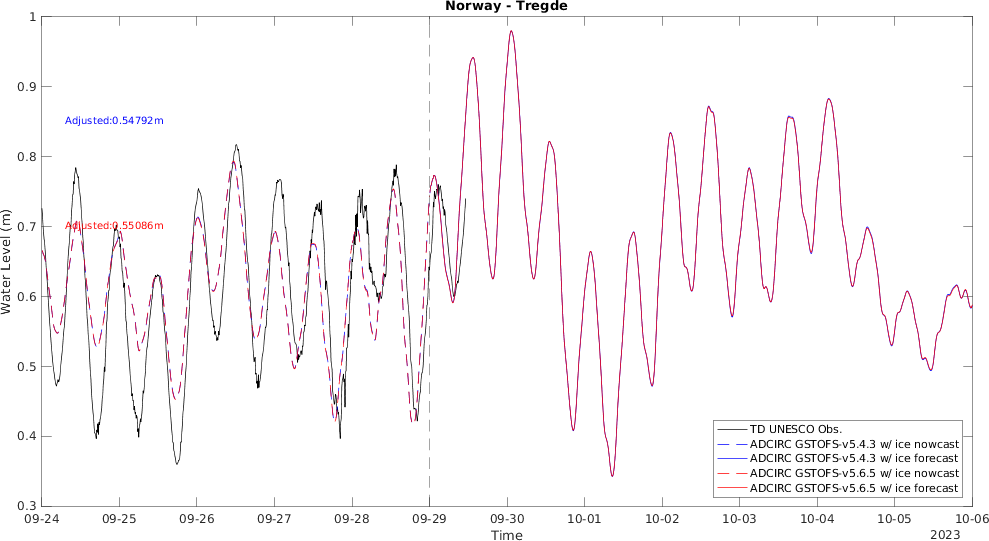 Norway - Tregde
1
0.9
0.8
0.7
0.6
0.5
0.4
0.3
Water Level (m)
Adjusted:0.54792m
Adjusted:0.55086m
TD UNESCO Obs.
ADCIRC GSTOFS-v5.4.3 w/ ice nowcast
ADCIRC GSTOFS-v5.4.3 w/ ice forecast
ADCIRC GSTOFS-v5.6.5 w/ ice nowcast
ADCIRC GSTOFS-v5.6.5 w/ ice forecast
09-24 09-25 09-26 09-27 09-28 09-29 09-30 10-01 10-02 10-03 10-04 10-05 10-06
Time
2023